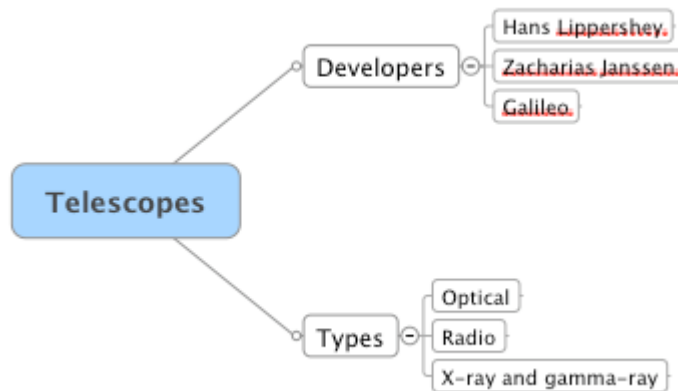 Hans Lippershey
Developers
Zacharias Janssen
Galileo
Telescopes
Optical
Types
Radio
X-ray and gamma-ray